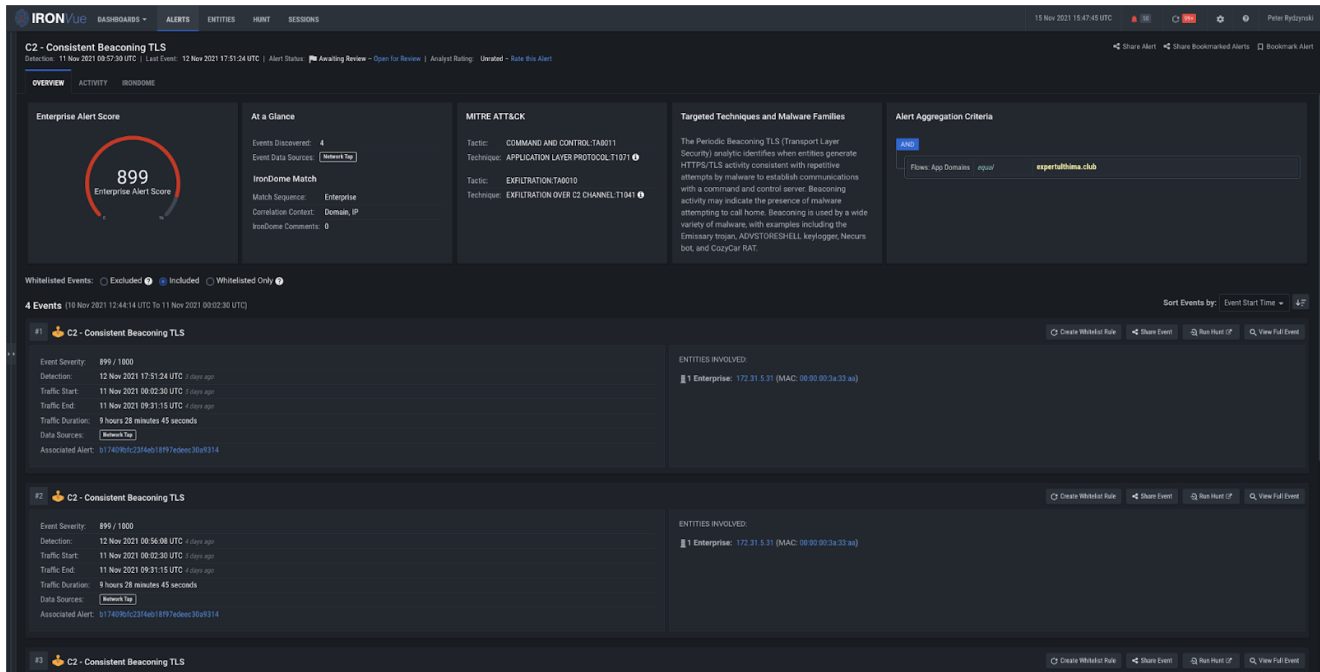 IRONVue DASHBOARDS ALERTS ENTITIES HUNT SESSIONS 15 Nov 2021 15:47:45 UTC 99+ Peter Rydzynski
C2 - Consistent Beaconing TLS
Share Alert Share Bookmarked Alerts Bookmark Alert
Detection: 11 Nov 2021 00:57:30 UTC | Last Event: 12 Nov 2021 17:51:24 UTC | Alert Status: Awaiting Review – Open for Review | Analyst Rating: Unrated – Rate this Alert
OVERVIEW ACTIVITY IRONDOME
Enterprise Alert Score
899
Enterprise Alert Score
At a Glance
Events Discovered: 4
Event Data Sources: Network Tap
IronDome Match
Match Sequence: Enterprise
Correlation Context: Domain, IP
IronDome Comments: 0
MITRE ATT&CK
Tactic: COMMAND AND CONTROL:TA0011
Technique: APPLICATION LAYER PROTOCOL:T1071
Tactic: EXFILTRATION:TA0010
Technique: EXFILTRATION OVER C2 CHANNEL:T1041
Targeted Techniques and Malware Families
The Periodic Beaconing TLS (Transport Layer
Security) analytic identifies when entities generate
HTTPS/TLS activity consistent with repetitive
attempts by malware to establish communications
with a command and control server. Beaconing
activity may indicate the presence of malware
attempting to call home. Beaconing is used by a wide
variety of malware, with examples including the
Emissary trojan, ADVSTORESHELL keylogger, Necurs
bot, and CozyCar RAT.
Alert Aggregation Criteria
AND
Flows: App Domains equal expertulthima.club
Whitelisted Events: Excluded Included Whitelisted Only
4 Events (10 Nov 2021 12:44:14 UTC To 11 Nov 2021 00:02:30 UTC)
Sort Events by: Event Start Time
#1 C2 - Consistent Beaconing TLS
Create Whitelist Rule Share Event Run Hunt View Full Event
Event Severity: 899 / 1000
Detection: 12 Nov 2021 17:51:24 UTC 3 days ago
Traffic Start: 11 Nov 2021 00:02:30 UTC 5 days ago
Traffic End: 11 Nov 2021 09:31:15 UTC 4 days ago
Traffic Duration: 9 hours 28 minutes 45 seconds
Data Sources: Network Tap
Associated Alert: b17409bfc23f4eb18f97edeec30a9314
ENTITIES INVOLVED:
1 Enterprise: 172.31.5.31 (MAC: 00:00:00:3a:33:aa)
#2 C2 - Consistent Beaconing TLS
Create Whitelist Rule Share Event Run Hunt View Full Event
Event Severity: 899 / 1000
Detection: 12 Nov 2021 00:56:08 UTC 4 days ago
Traffic Start: 11 Nov 2021 00:02:30 UTC 5 days ago
Traffic End: 11 Nov 2021 09:31:15 UTC 4 days ago
Traffic Duration: 9 hours 28 minutes 45 seconds
Data Sources: Network Tap
Associated Alert: b17409bfc23f4eb18f97edeec30a9314
ENTITIES INVOLVED:
1 Enterprise: 172.31.5.31 (MAC: 00:00:00:3a:33:aa)
#3 C2 - Consistent Beaconing TLS
Create Whitelist Rule Share Event Run Hunt View Full Event